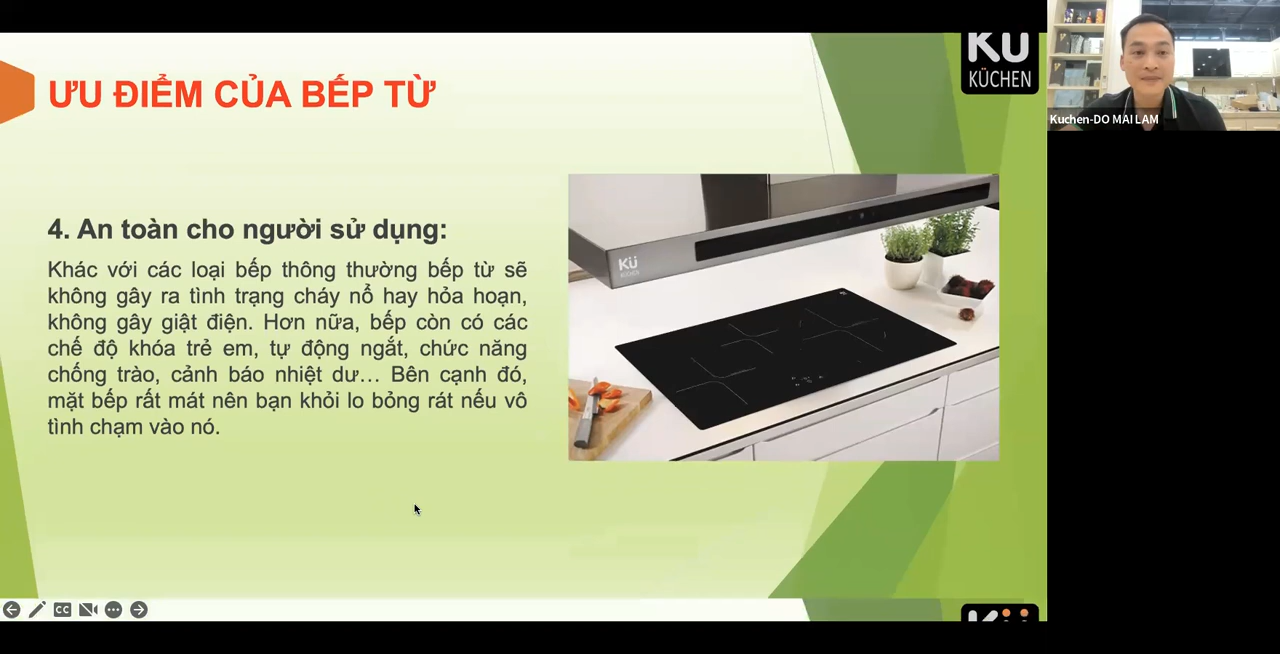 ƯU ĐIỂM CỦA BẾP TỪ
KÜ
KÜCHEN
Kuchen-DO MAI LAM
4. An toàn cho người sử dụng:
Khác với các loại bếp thông thường bếp từ sẽ
không gây ra tình trạng cháy nổ hay hỏa hoạn,
không gây giật điện. Hơn nữa, bếp còn có các
chế độ khóa trẻ em, tự động ngắt, chức năng
chống trào, cảnh báo nhiệt dư... Bên cạnh đó,
mặt bếp rất mát nên bạn khỏi lo bỏng rát nếu vô
tình chạm vào nó.
KÜ
KÜCHEN
CC